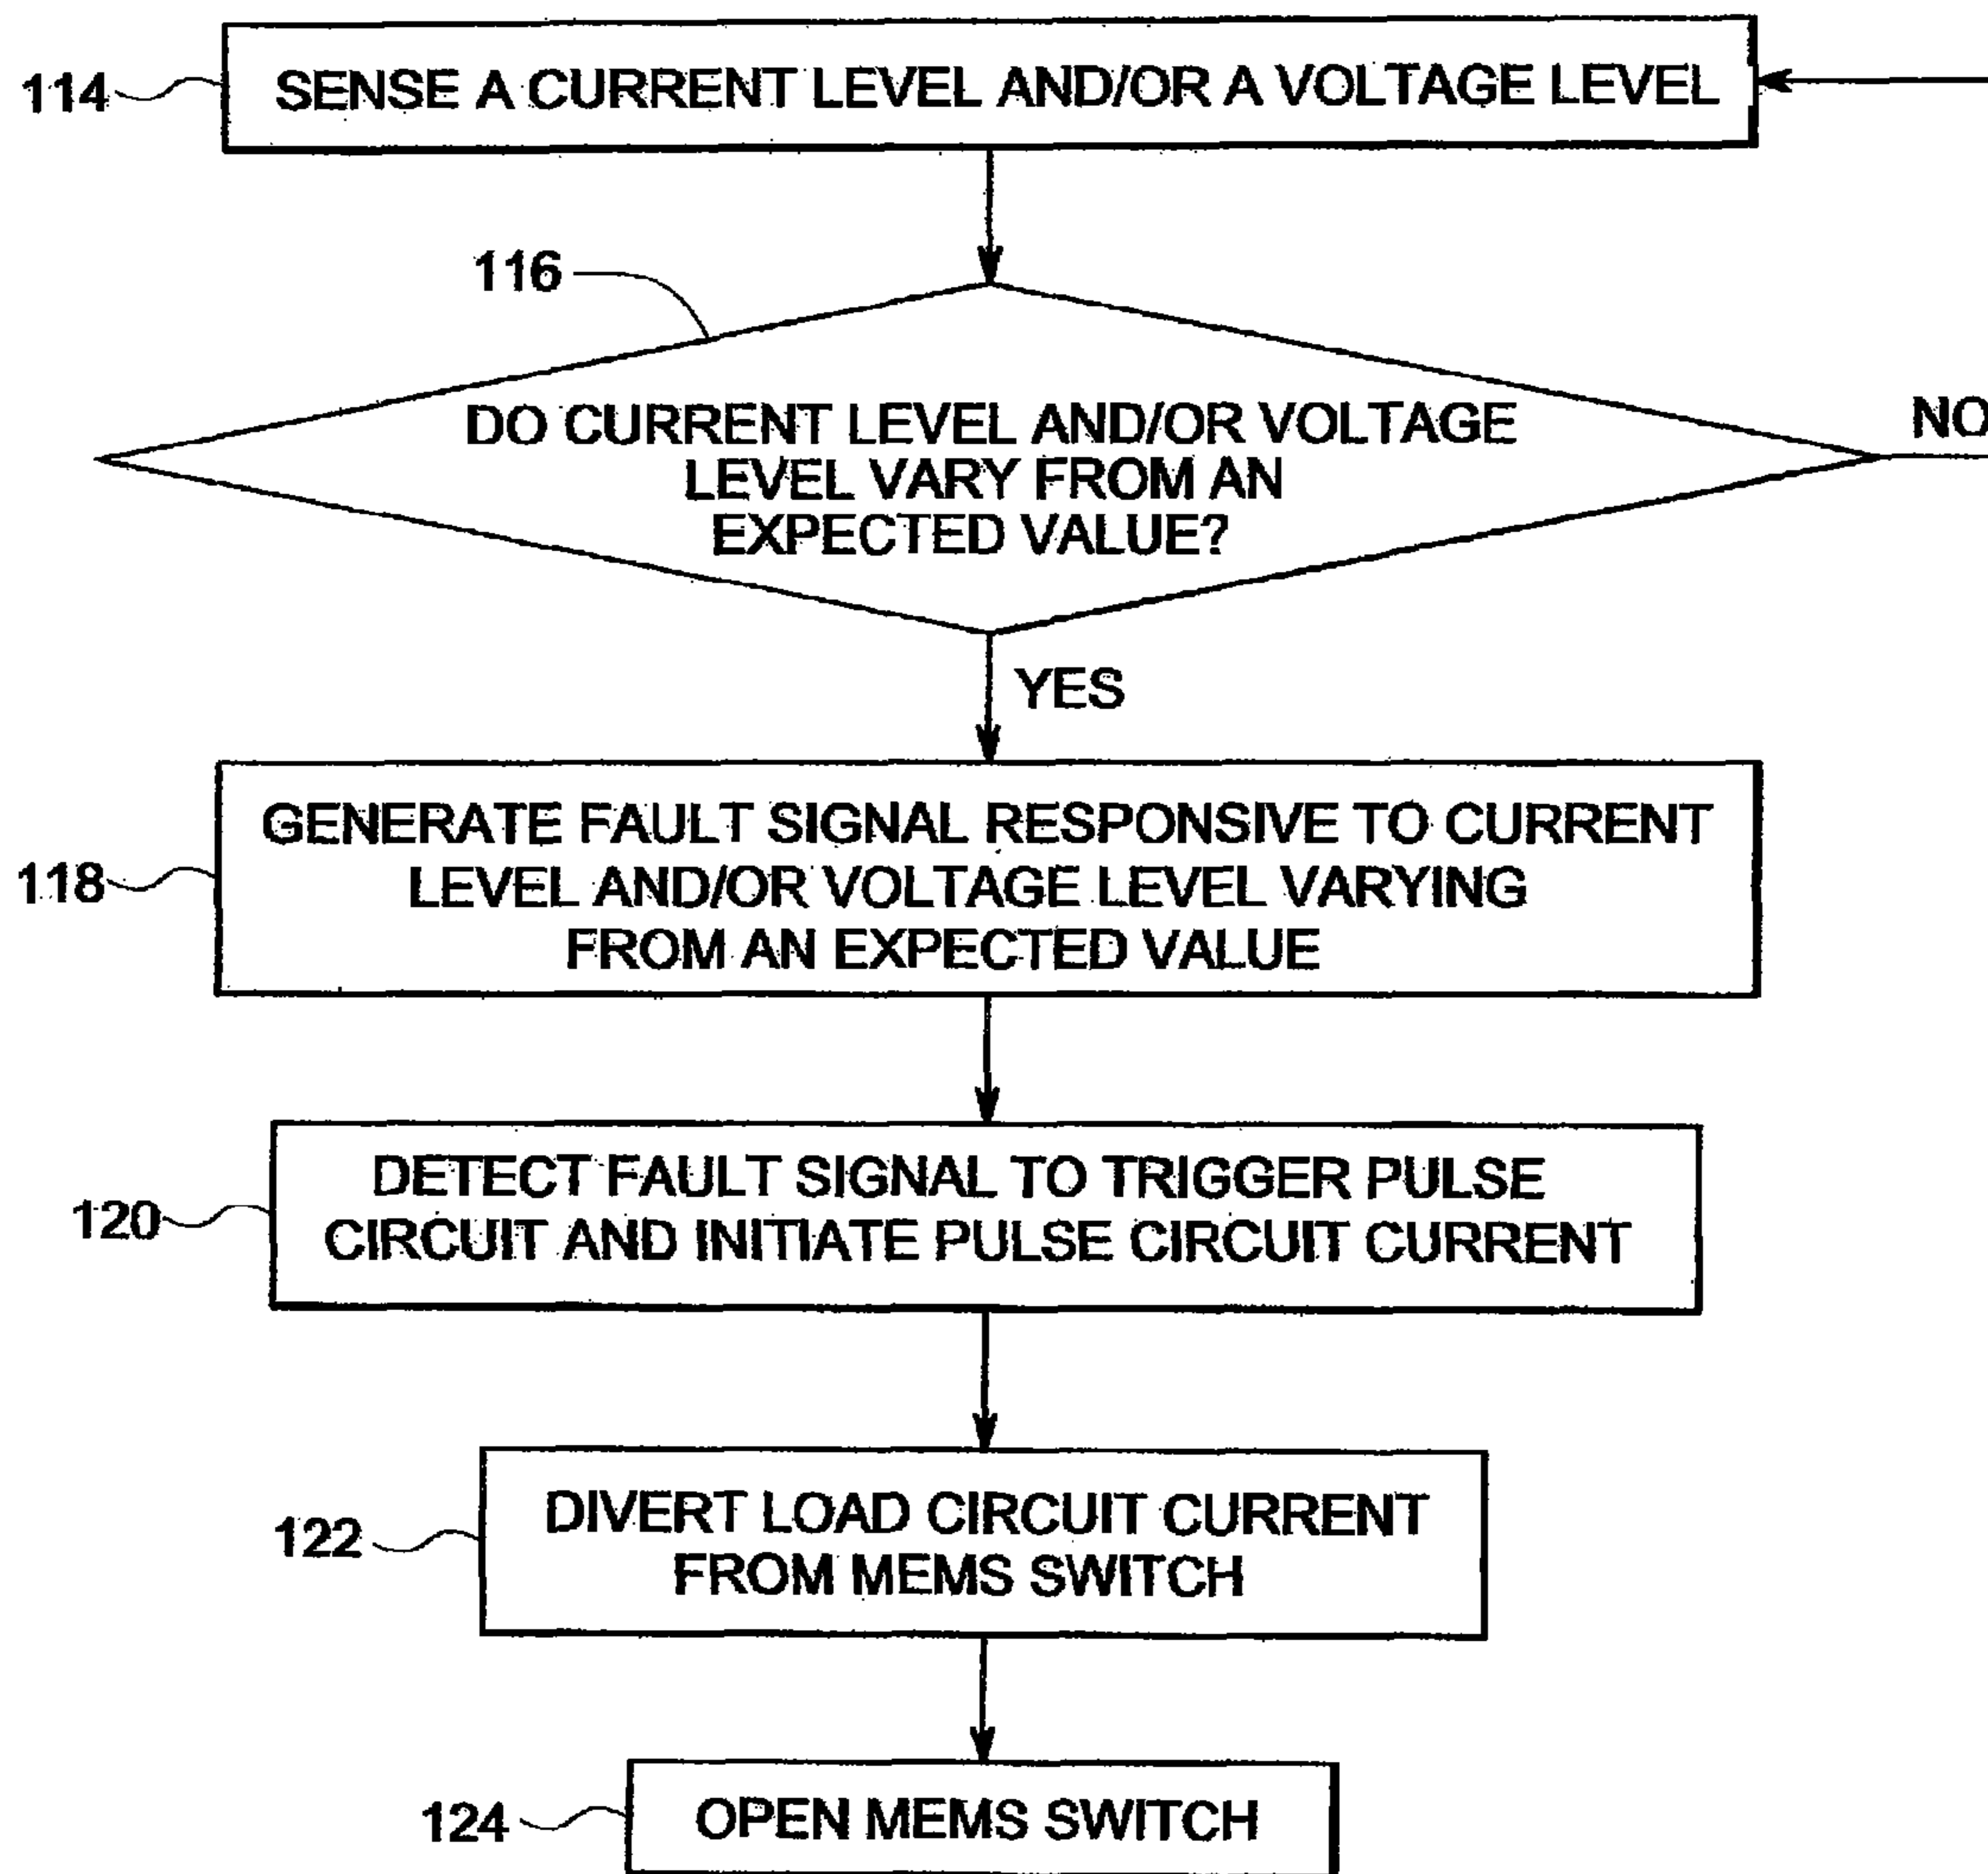 114
SENSE A CURRENT LEVEL AND/OR A VOLTAGE LEVEL
116
DO CURRENT LEVEL AND/OR VOLTAGE
LEVEL VARY FROM AN
EXPECTED VALUE?
NO
YES
118
GENERATE FAULT SIGNAL RESPONSIVE TO CURRENT
LEVEL AND/OR VOLTAGE LEVEL VARYING
FROM AN EXPECTED VALUE
120
DETECT FAULT SIGNAL TO TRIGGER PULSE
CIRCUIT AND INITIATE PULSE CIRCUIT CURRENT
122
DIVERT LOAD CIRCUIT CURRENT
FROM MEMS SWITCH
124
OPEN MEMS SWITCH